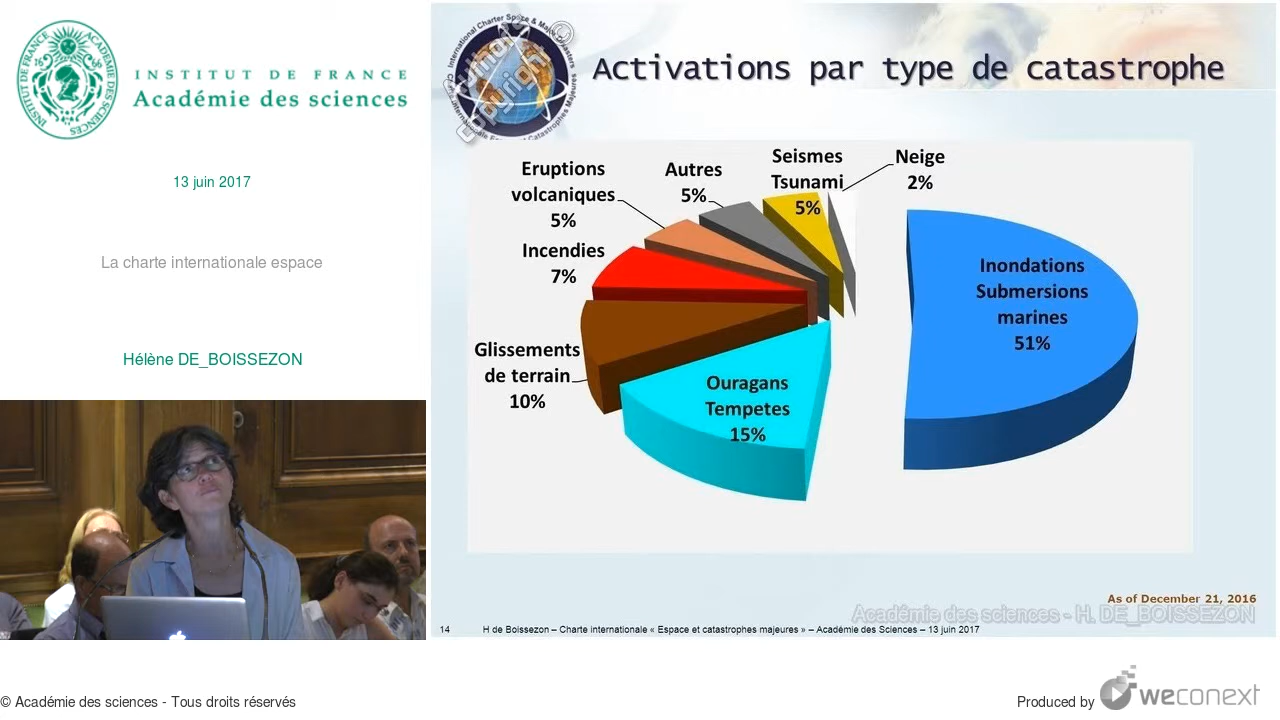 INSTITUT DE FRANCE
Académie des sciences
13 juin 2017
La charte internationale espace
Hélène DE_BOISSEZON
Activations par type de catastrophe
Eruptions
volcaniques
5%
Autres
5%
Seismes
Tsunami
5%
Neige
2%
Incendies
7%
Inondations
Submersions
marines
51%
Glissements
de terrain
10%
Ouragans
Tempetes
15%
As of December 21, 2016
Académie des sciences - H. DE_BOISSEZON
14
H de Boissezon – Charte internationale « Espace et catastrophes majeures » – Académie des Sciences – 13 juin 2017
© Académie des sciences - Tous droits réservés
Produced by
weconext